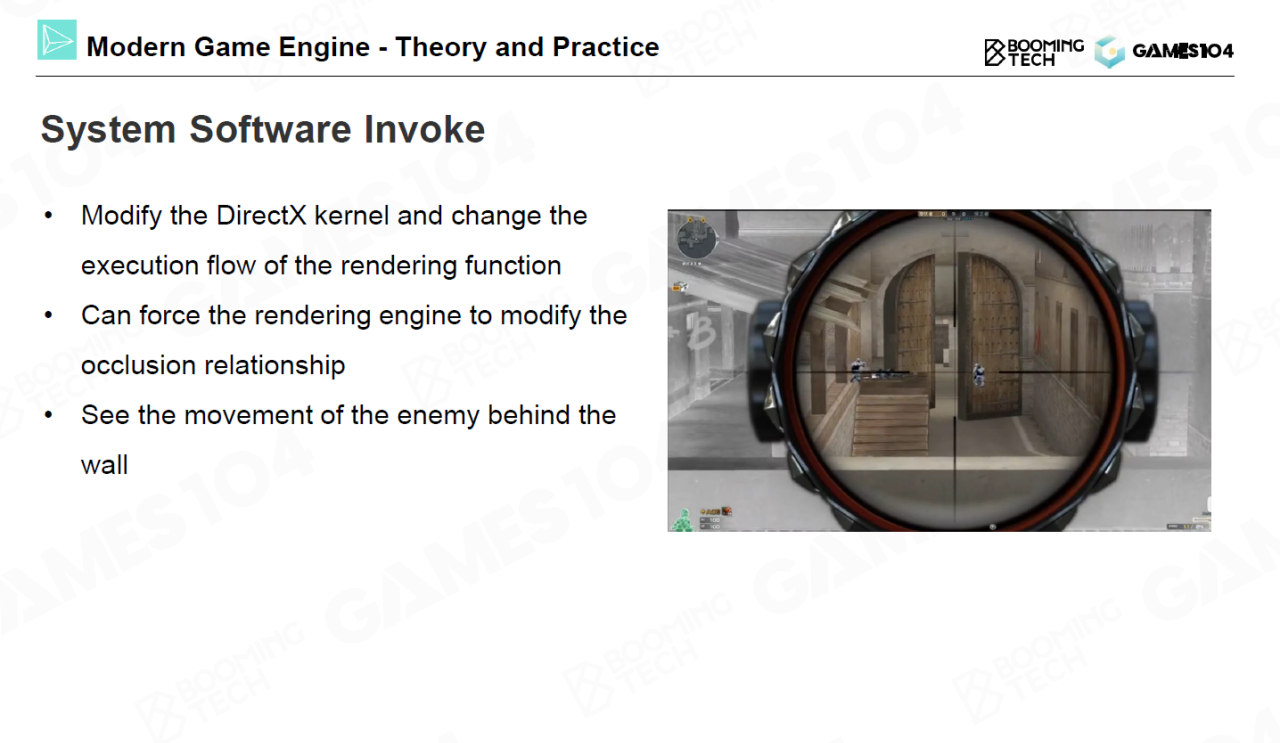 Modern Game Engine - Theory and Practice
BOOMING
TECH
GAMES104
System Software Invoke
• Modify the DirectX kernel and change the
execution flow of the rendering function
• Can force the rendering engine to modify the
occlusion relationship
• See the movement of the enemy behind the
wall
B